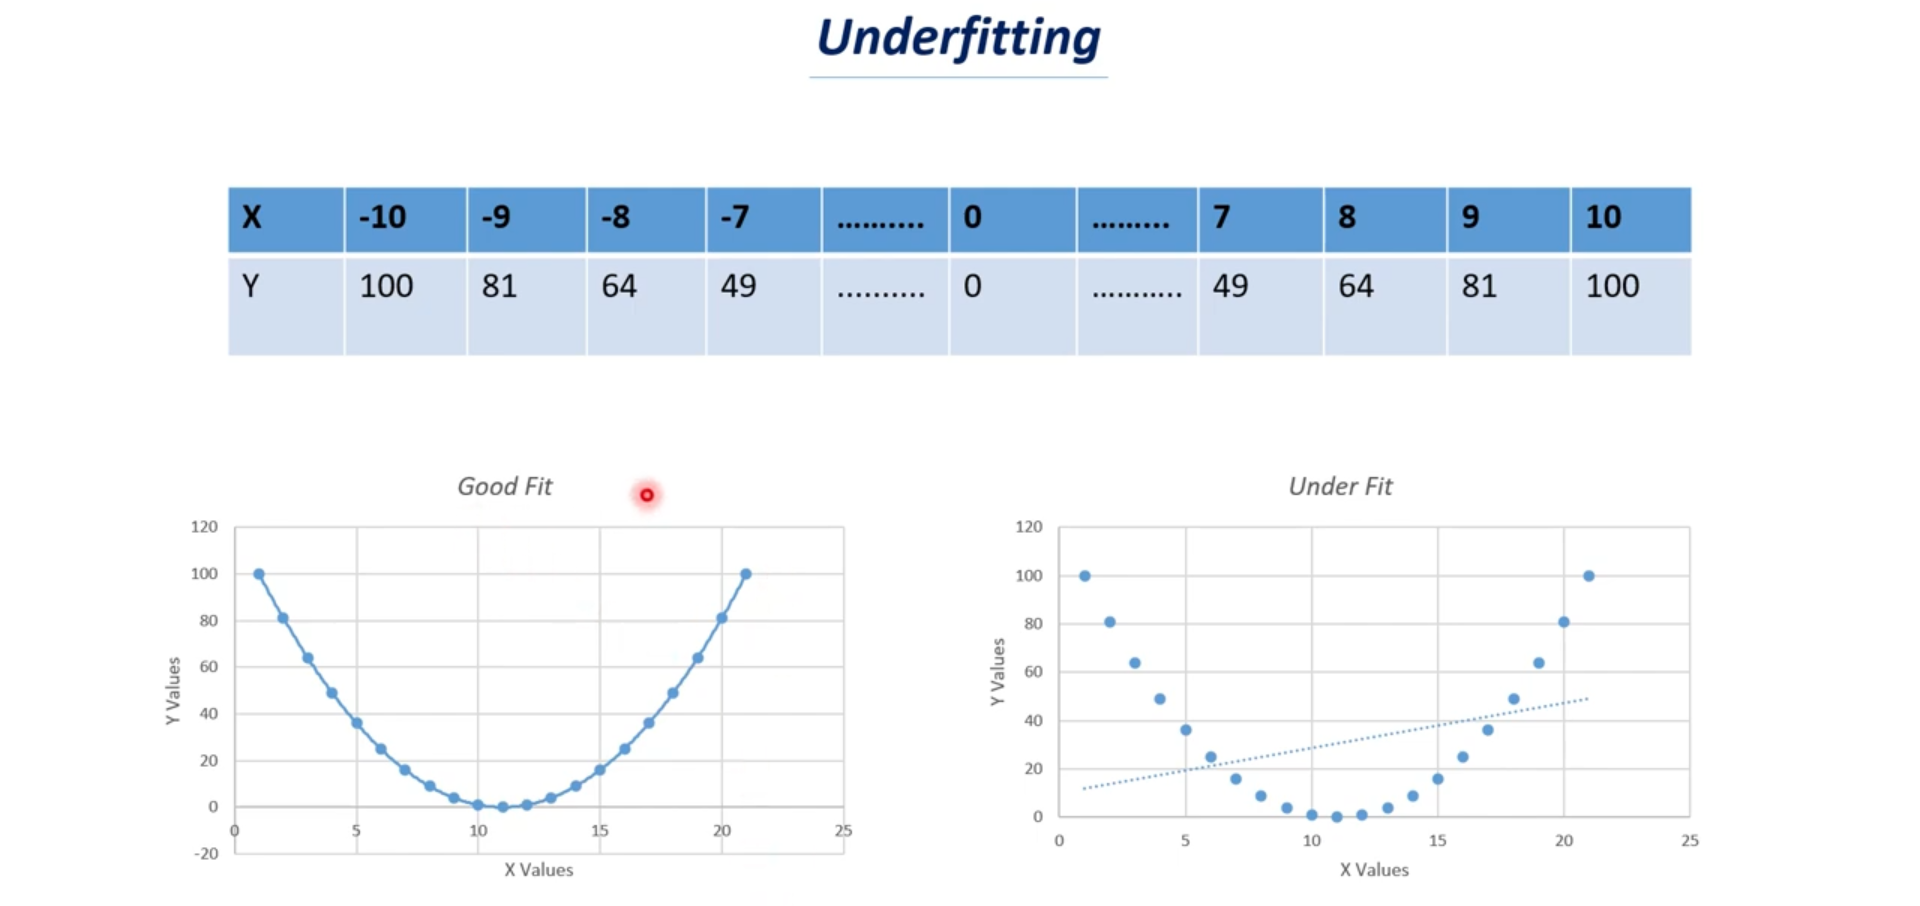 Underfitting
X -10 -9 -8 -7 .......... 0 ......... 7 8 9 10
Y 100 81 64 49 .......... 0 ........... 49 64 81 100
Good Fit
120
100
80
60
40
20
0
-20
0 5 10 15 20 25
Y Values
X Values
Under Fit
120
100
80
60
40
20
0
0 5 10 15 20 25
Y Values
X Values